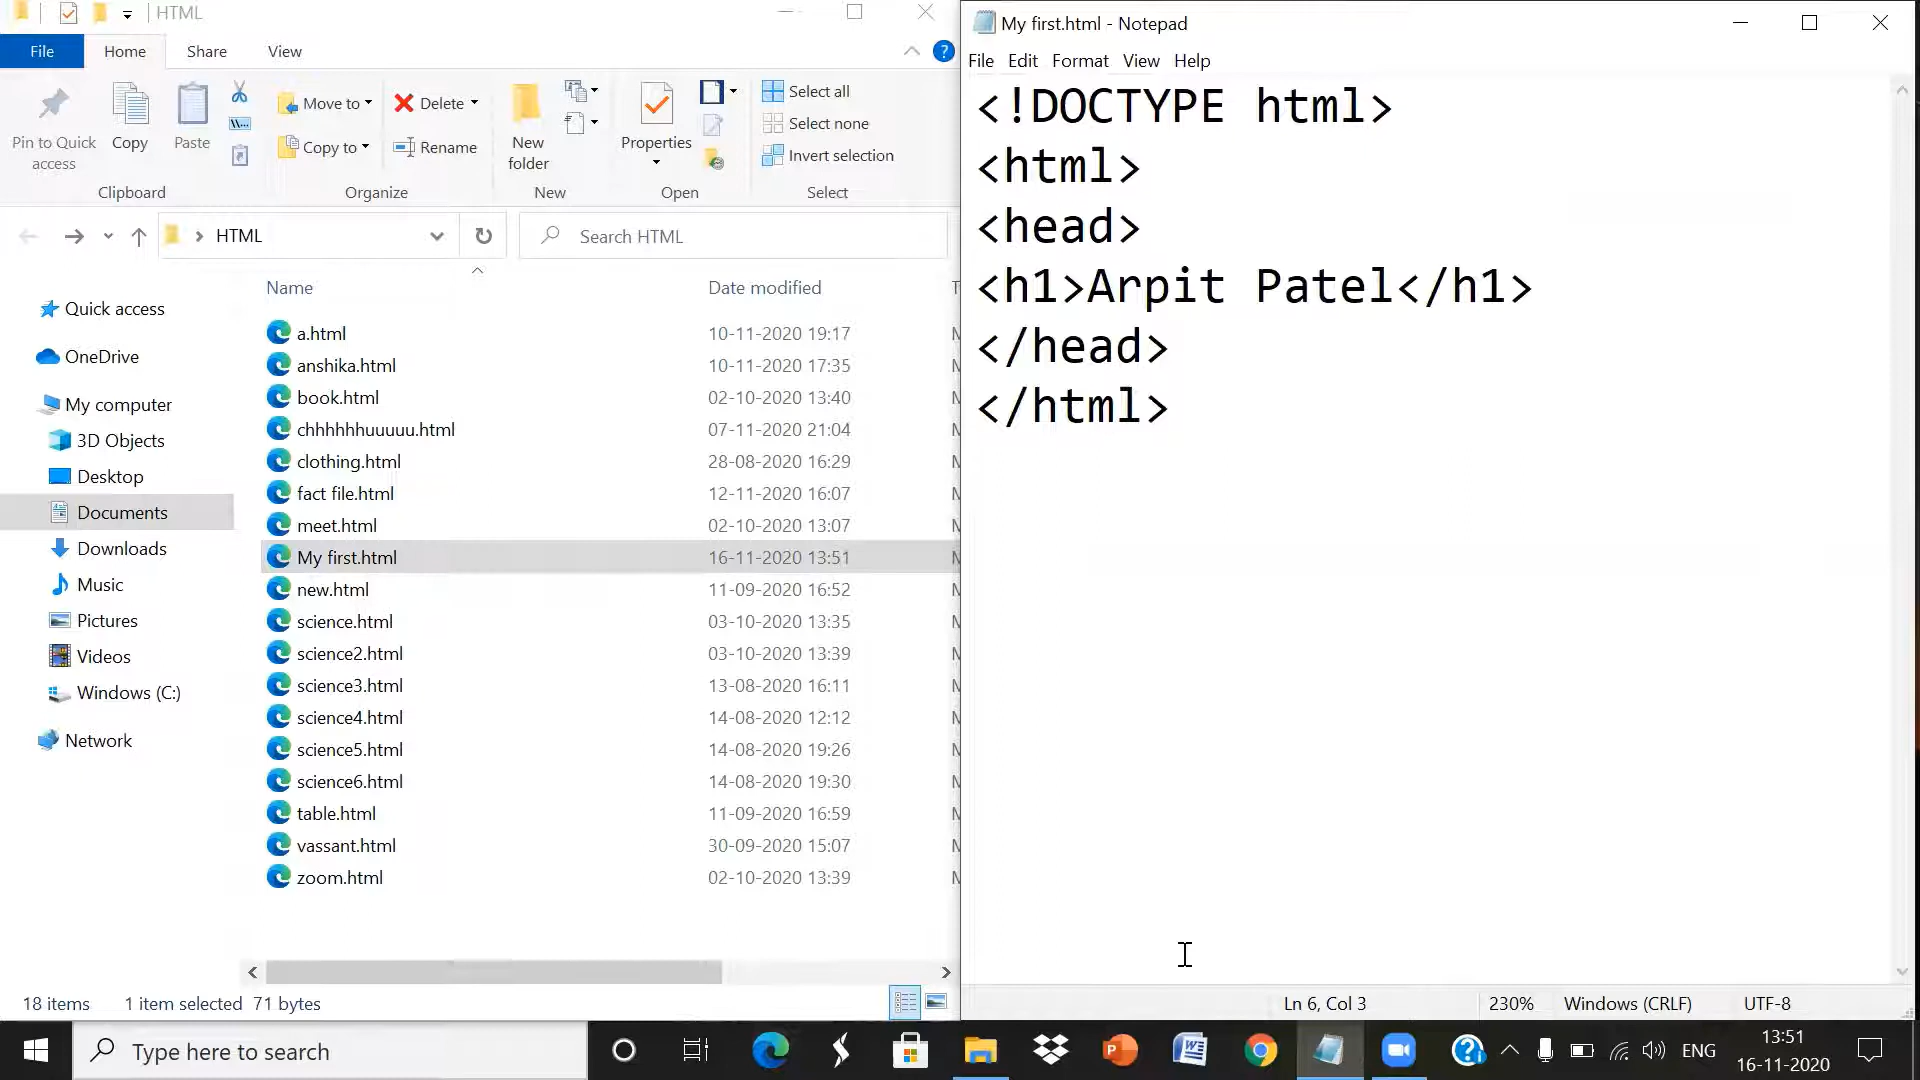 HTML
File Home Share View
Pin to Quick access
Copy
Paste
Clipboard
Move to
Copy to
Delete
Rename
Organize
New folder
New
Properties
Open
Select all
Select none
Invert selection
Select
HTML
Search HTML
Quick access
OneDrive
My computer
3D Objects
Desktop
Documents
Downloads
Music
Pictures
Videos
Windows (C:)
Network
Name Date modified
a.html 10-11-2020 19:17
anshika.html 10-11-2020 17:35
book.html 02-10-2020 13:40
chhhhhhuuuuu.html 07-11-2020 21:04
clothing.html 28-08-2020 16:29
fact file.html 12-11-2020 16:07
meet.html 02-10-2020 13:07
My first.html 16-11-2020 13:51
new.html 11-09-2020 16:52
science.html 03-10-2020 13:35
science2.html 03-10-2020 13:39
science3.html 13-08-2020 16:11
science4.html 14-08-2020 12:12
science5.html 14-08-2020 19:26
science6.html 14-08-2020 19:30
table.html 11-09-2020 16:59
vassant.html 30-09-2020 15:07
zoom.html 02-10-2020 13:39
18 items 1 item selected 71 bytes
My first.html - Notepad
File Edit Format View Help
<!DOCTYPE html>
<html>
<head>
<h1>Arpit Patel</h1>
</head>
</html>
Ln 6, Col 3 230% Windows (CRLF) UTF-8
Type here to search
ENG
13:51
16-11-2020